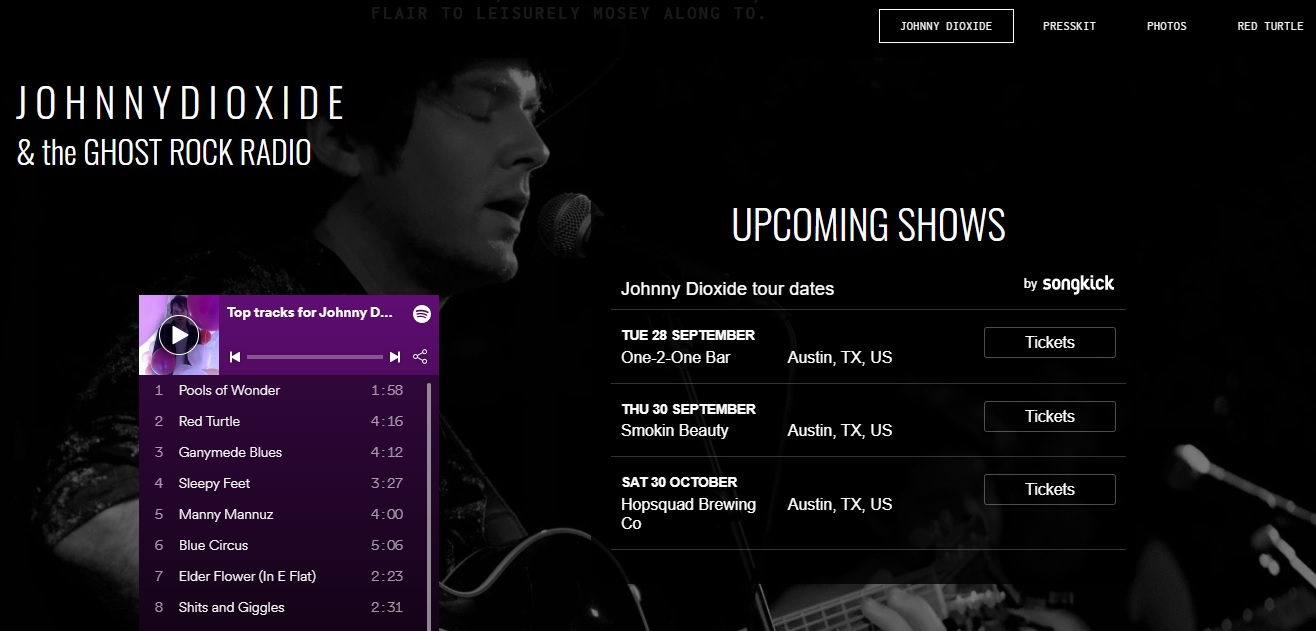 FLAIR TO LEISURELY MOSEY ALONG TO.
JOHNNY DIOXIDE
PRESSKIT
PHOTOS
RED TURTLE
JOHNNYDIOXIDE
& the GHOST ROCK RADIO
UPCOMING SHOWS
Johnny Dioxide tour dates
by songkick
TUE 28 SEPTEMBER
One-2-One Bar Austin, TX, US
Tickets
THU 30 SEPTEMBER
Smokin Beauty Austin, TX, US
Tickets
SAT 30 OCTOBER
Hopsquad Brewing Austin, TX, US
Co
Tickets
Top tracks for Johnny D...
1 Pools of Wonder 1:58
2 Red Turtle 4:16
3 Ganymede Blues 4:12
4 Sleepy Feet 3:27
5 Manny Mannuz 4:00
6 Blue Circus 5:06
7 Elder Flower (In E Flat) 2:23
8 Shits and Giggles 2:31